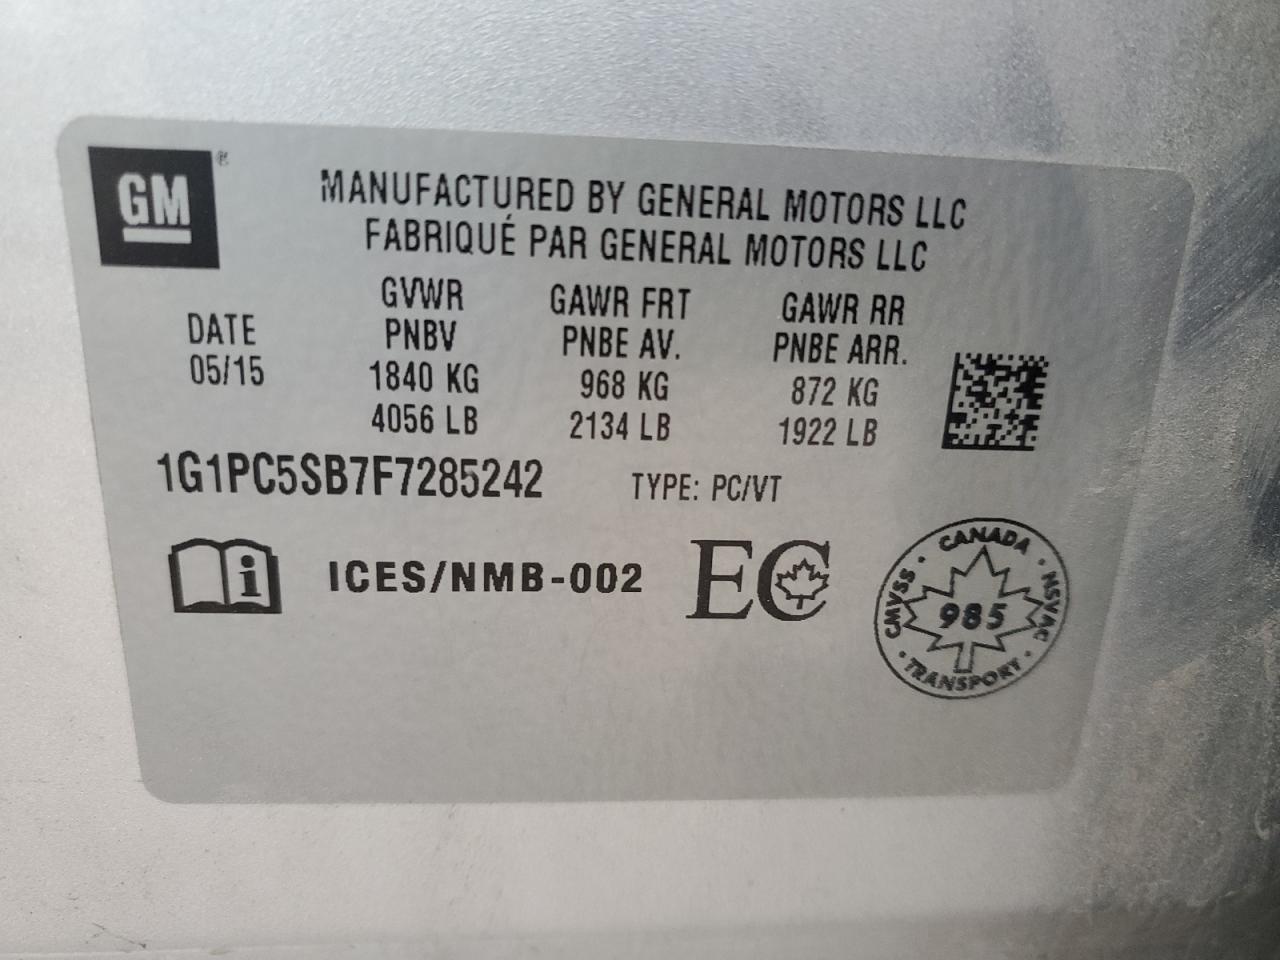 GM®
MANUFACTURED BY GENERAL MOTORS LLC
FABRIQUÉ PAR GENERAL MOTORS LLC
DATE
05/15
GVWR
PNBV
1840 KG
4056 LB
GAWR FRT
PNBE AV.
968 KG
2134 LB
GAWR RR
PNBE ARR.
872 KG
1922 LB
1G1PC5SB7F7285242 TYPE: PC/VT
i ICES/NMB-002 EC
CANADA · NSVAC · TRANSPORT · CMVSS ·
985